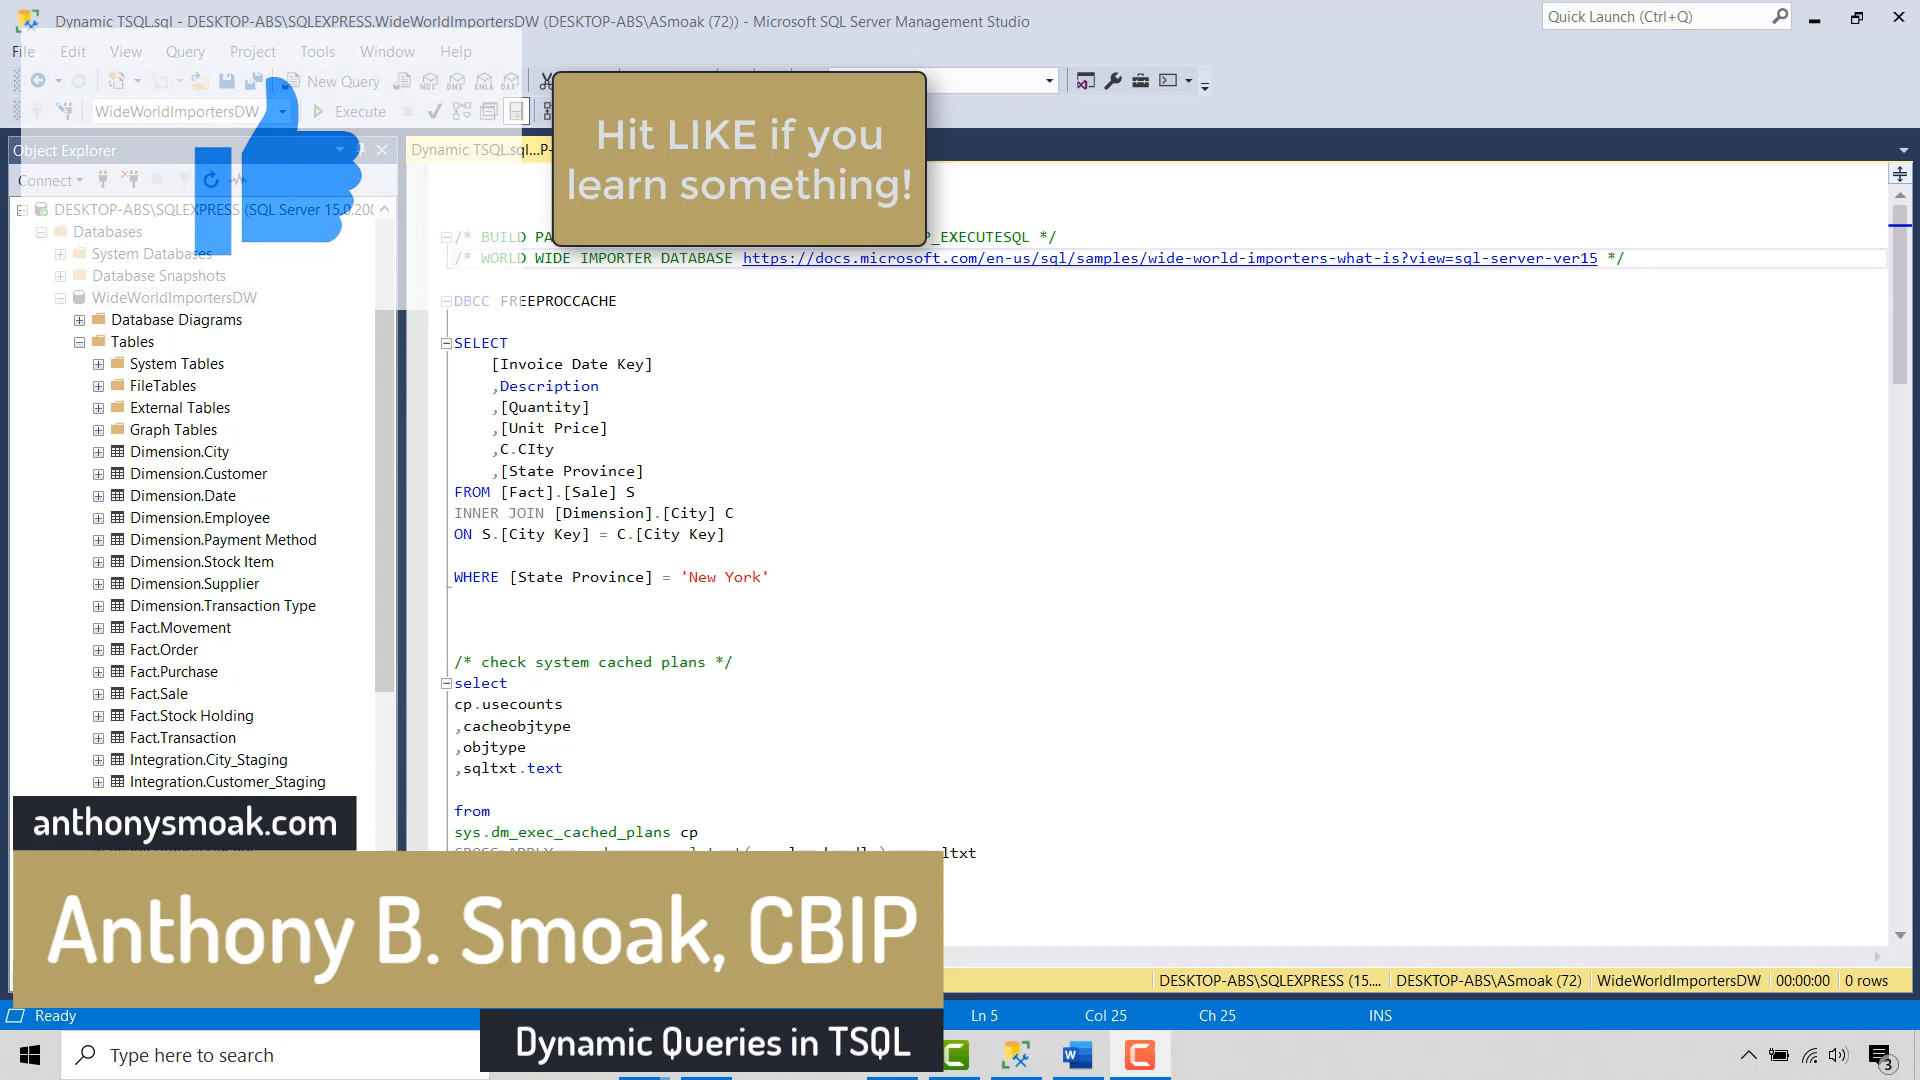 Dynamic TSQL.sql - DESKTOP-ABS\SQLEXPRESS.WideWorldImportersDW (DESKTOP-ABS\ASmoak (72)) - Microsoft SQL Server Management Studio
Quick Launch (Ctrl+Q)
File Edit View Query Project Tools Window Help
New Query
WideWorldImportersDW
Execute
Hit LIKE if you
learn something!
Object Explorer
Connect
DESKTOP-ABS\SQLEXPRESS (SQL Server 15.0.200
Databases
System Databases
Database Snapshots
WideWorldImportersDW
Database Diagrams
Tables
System Tables
FileTables
External Tables
Graph Tables
Dimension.City
Dimension.Customer
Dimension.Date
Dimension.Employee
Dimension.Payment Method
Dimension.Stock Item
Dimension.Supplier
Dimension.Transaction Type
Fact.Movement
Fact.Order
Fact.Purchase
Fact.Sale
Fact.Stock Holding
Fact.Transaction
Integration.City_Staging
Integration.Customer_Staging
Dynamic TSQL.sql...P-
/* BUILD PA P_EXECUTESQL */
/* WORLD WIDE IMPORTER DATABASE https://docs.microsoft.com/en-us/sql/samples/wide-world-importers-what-is?view=sql-server-ver15 */
DBCC FREEPROCCACHE
SELECT
[Invoice Date Key]
,Description
,[Quantity]
,[Unit Price]
,C.CIty
,[State Province]
FROM [Fact].[Sale] S
INNER JOIN [Dimension].[City] C
ON S.[City Key] = C.[City Key]
WHERE [State Province] = 'New York'
/* check system cached plans */
select
cp.usecounts
,cacheobjtype
,objtype
,sqltxt.text
from
sys.dm_exec_cached_plans cp
ltxt
anthonysmoak.com
Anthony B. Smoak, CBIP
Dynamic Queries in TSQL
DESKTOP-ABS\SQLEXPRESS (15.... DESKTOP-ABS\ASmoak (72) WideWorldImportersDW 00:00:00 0 rows
Ready
Ln 5 Col 25 Ch 25 INS
Type here to search
3